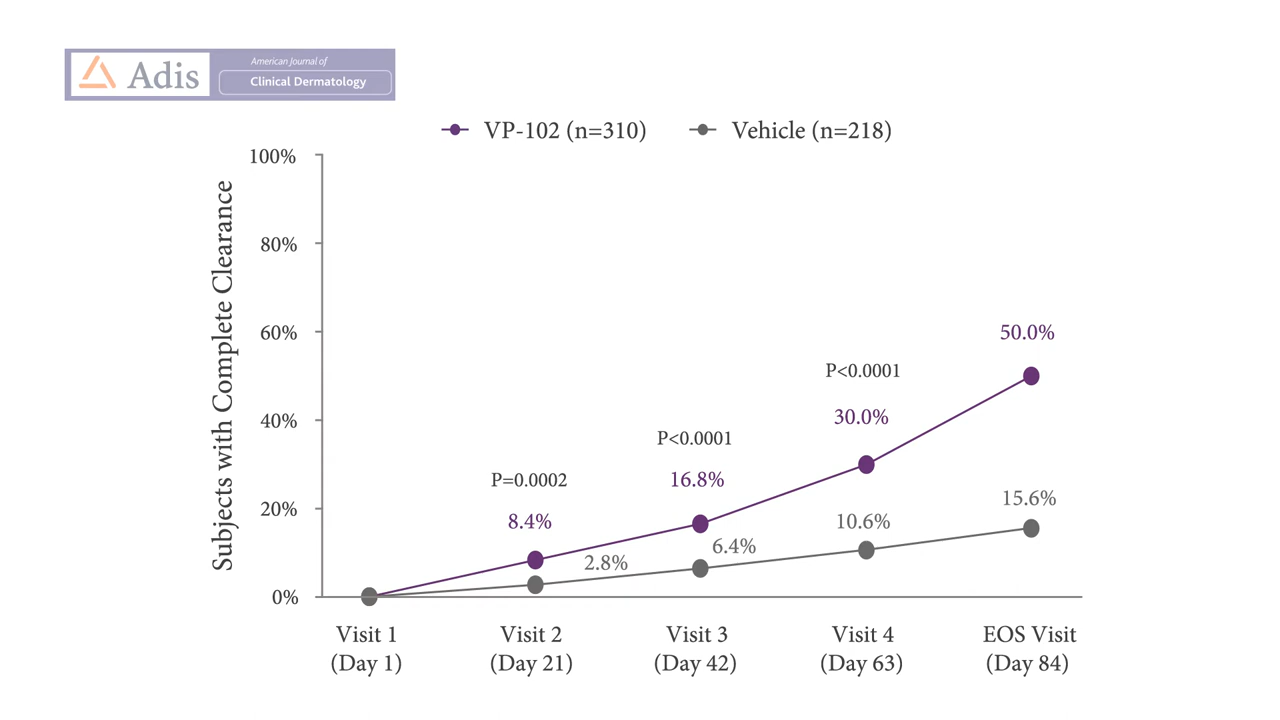 Adis
American Journal of
Clinical Dermatology
VP-102 (n=310)
Vehicle (n=218)
Subjects with Complete Clearance
100%
80%
60%
40%
20%
0%
P=0.0002
8.4%
2.8%
P<0.0001
16.8%
6.4%
P<0.0001
30.0%
10.6%
50.0%
15.6%
Visit 1
(Day 1)
Visit 2
(Day 21)
Visit 3
(Day 42)
Visit 4
(Day 63)
EOS Visit
(Day 84)